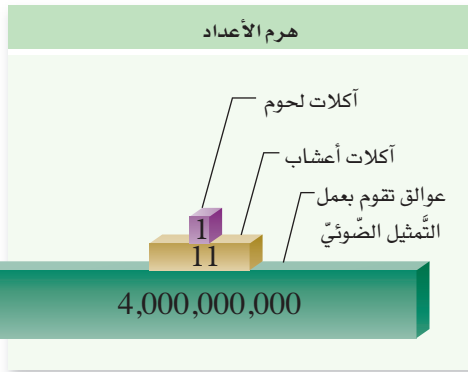 هرم الأعداد
آكلات لحوم
آكلات أعشاب
عوالق تقوم بعمل
التَّمثيل الضّوئيّ
1
11
4,000,000,000